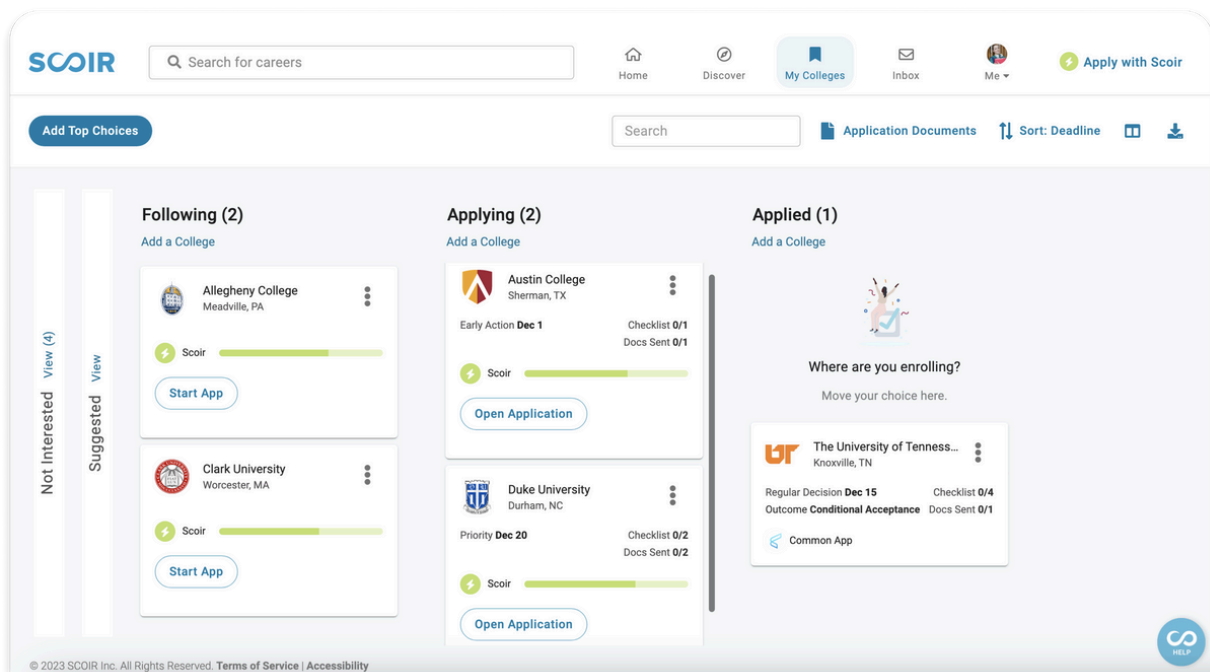 SCOIR
Search for careers
Home
Discover
My Colleges
Inbox
Me
Apply with Scoir
Add Top Choices
Search
Application Documents
Sort: Deadline
Not Interested View (4)
Suggested View
Following (2)
Add a College
Allegheny College
Meadville, PA
Scoir
Start App
Clark University
Worcester, MA
Scoir
Start App
Applying (2)
Add a College
Austin College
Sherman, TX
Early Action Dec 1 Checklist 0/1
Docs Sent 0/1
Scoir
Open Application
Duke University
Durham, NC
Priority Dec 20 Checklist 0/2
Docs Sent 0/2
Scoir
Open Application
Applied (1)
Add a College
Where are you enrolling?
Move your choice here.
The University of Tenness...
Knoxville, TN
Regular Decision Dec 15 Checklist 0/4
Outcome Conditional Acceptance Docs Sent 0/1
Common App
HELP
© 2023 SCOIR Inc. All Rights Reserved. Terms of Service | Accessibility